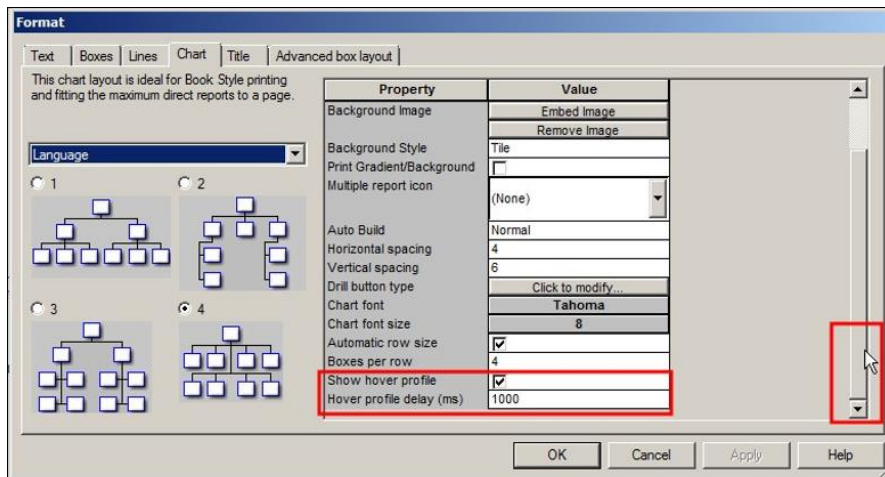 Format
Text Boxes Lines Chart Title Advanced box layout
This chart layout is ideal for Book Style printing
and fitting the maximum direct reports to a page.
Language
1 2
3 4
Property Value
Background Image Embed Image
Remove Image
Background Style Tile
Print Gradient/Background
Multiple report icon (None)
Auto Build Normal
Horizontal spacing 4
Vertical spacing 6
Drill button type Click to modify...
Chart font Tahoma
Chart font size 8
Automatic row size
Boxes per row 4
Show hover profile
Hover profile delay (ms) 1000
OK Cancel Apply Help